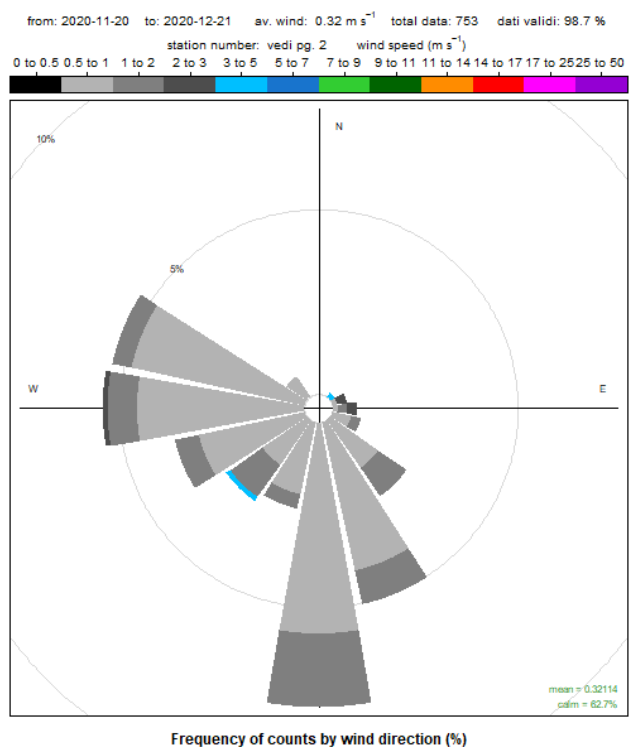 from: 2020-11-20 to: 2020-12-21 av. wind: 0.32 m s⁻¹ total data: 753 dati validi: 98.7 %
station number: vedi pg. 2 wind speed (m s⁻¹)
0 to 0.5 0.5 to 1 1 to 2 2 to 3 3 to 5 5 to 7 7 to 9 9 to 11 11 to 14 14 to 17 17 to 25 25 to 50
N
10%
5%
W
E
mean = 0.32114
calm = 62.7%
Frequency of counts by wind direction (%)